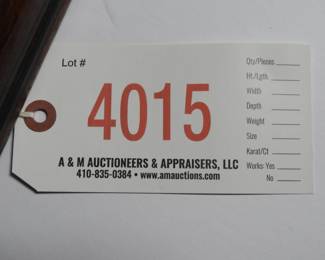 Lot #
4015
A & M AUCTIONEERS & APPRAISERS, LLC
410-835-0384 • www.amauctions.com
Qty/Pieces
Ht./Lgth.
Width
Depth
Weight
Size
Karat/Ct
Works: Yes
No